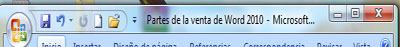 Partes de la venta de Word 2010 - Microsoft...
Inicio Insertar Diseño de página Referencias Correspondencia Revisar Vista